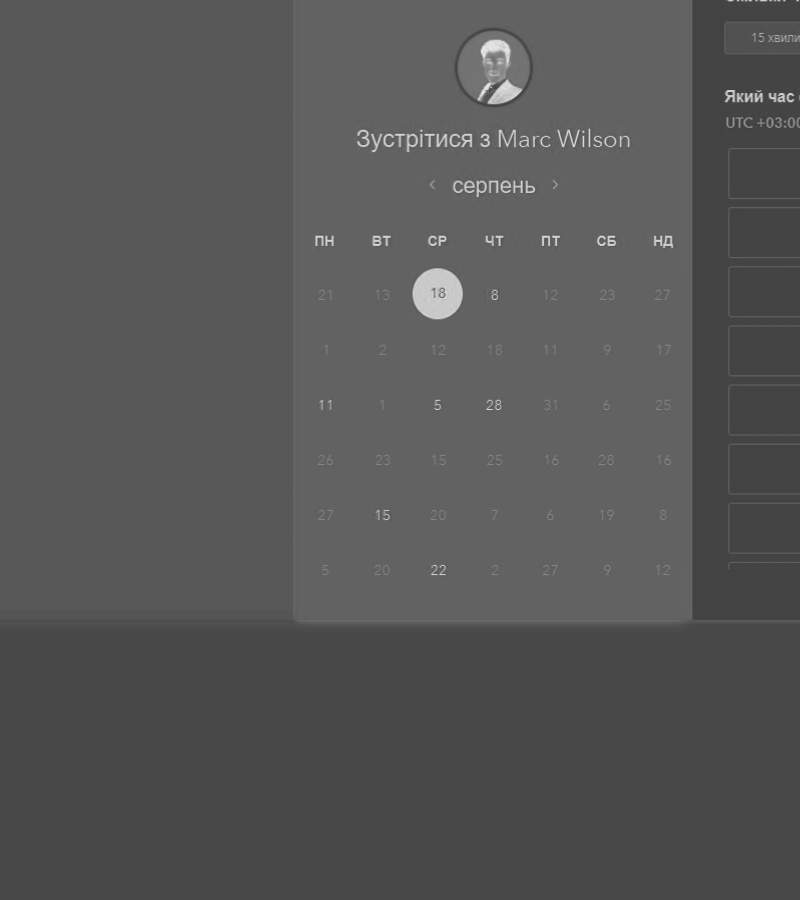 Зустрітися з Marc Wilson
серпень
ПН ВТ СР ЧТ ПТ СБ НД
21 13 18 8 12 23 27
1 2 12 18 11 9 17
11 1 5 28 31 6 25
26 23 15 25 16 28 16
27 15 20 7 6 19 8
5 20 22 2 27 9 12
15 хвили
Який час
UTC +03:00